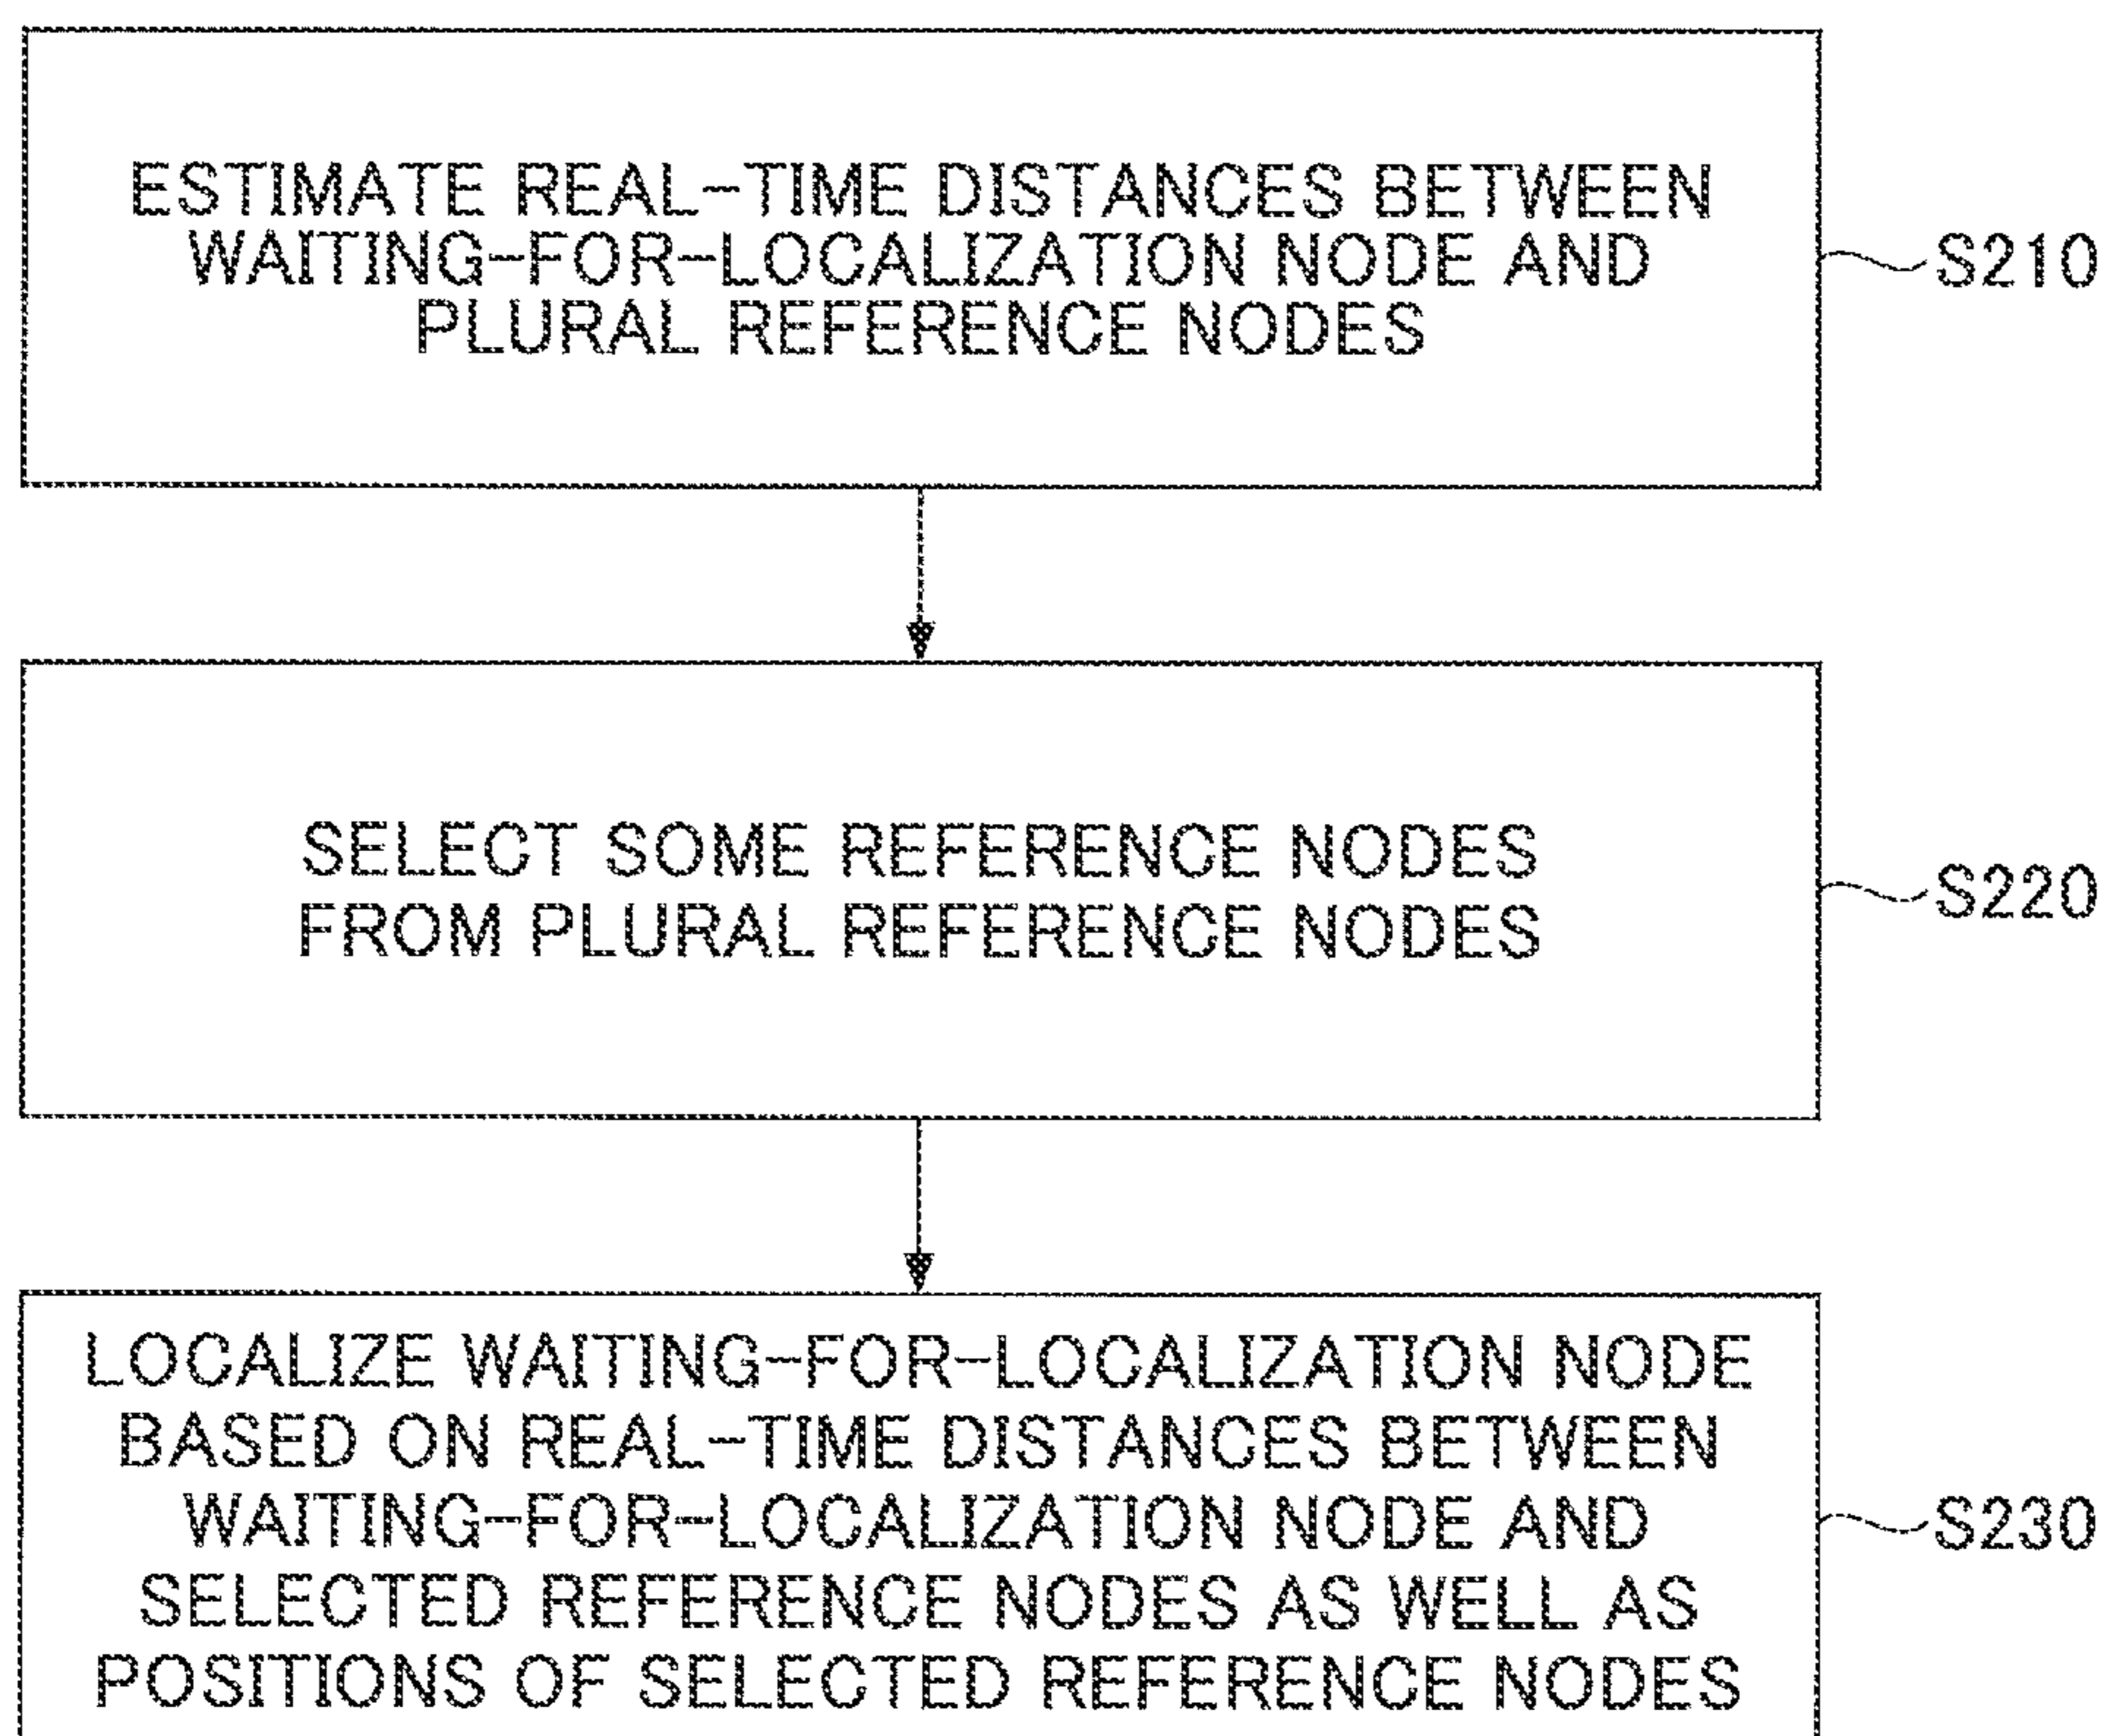 ESTIMATE REAL-TIME DISTANCES BETWEEN
WAITING-FOR-LOCALIZATION NODE AND
PLURAL REFERENCE NODES
S210
SELECT SOME REFERENCE NODES
FROM PLURAL REFERENCE NODES
S220
LOCALIZE WAITING-FOR-LOCALIZATION NODE
BASED ON REAL-TIME DISTANCES BETWEEN
WAITING-FOR-LOCALIZATION NODE AND
SELECTED REFERENCE NODES AS WELL AS
POSITIONS OF SELECTED REFERENCE NODES
S230